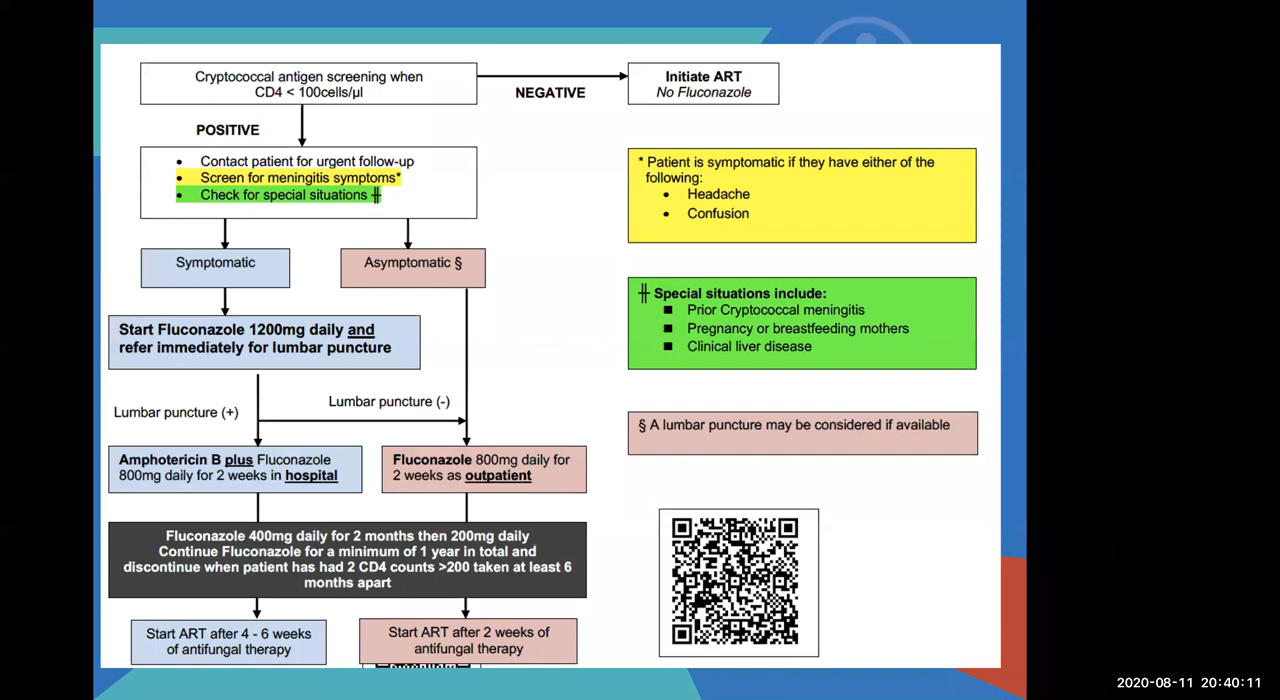 Cryptococcal antigen screening when
CD4 < 100cells/µl
NEGATIVE
Initiate ART
No Fluconazole
POSITIVE
• Contact patient for urgent follow-up
• Screen for meningitis symptoms*
• Check for special situations ╫
* Patient is symptomatic if they have either of the
following:
• Headache
• Confusion
Symptomatic
Asymptomatic §
╫ Special situations include:
■ Prior Cryptococcal meningitis
■ Pregnancy or breastfeeding mothers
■ Clinical liver disease
Start Fluconazole 1200mg daily and
refer immediately for lumbar puncture
Lumbar puncture (+)
Lumbar puncture (-)
§ A lumbar puncture may be considered if available
Amphotericin B plus Fluconazole
800mg daily for 2 weeks in hospital
Fluconazole 800mg daily for
2 weeks as outpatient
Fluconazole 400mg daily for 2 months then 200mg daily
Continue Fluconazole for a minimum of 1 year in total and
discontinue when patient has had 2 CD4 counts >200 taken at least 6
months apart
Start ART after 4 - 6 weeks
of antifungal therapy
Start ART after 2 weeks of
antifungal therapy
2020-08-11 20:40:11